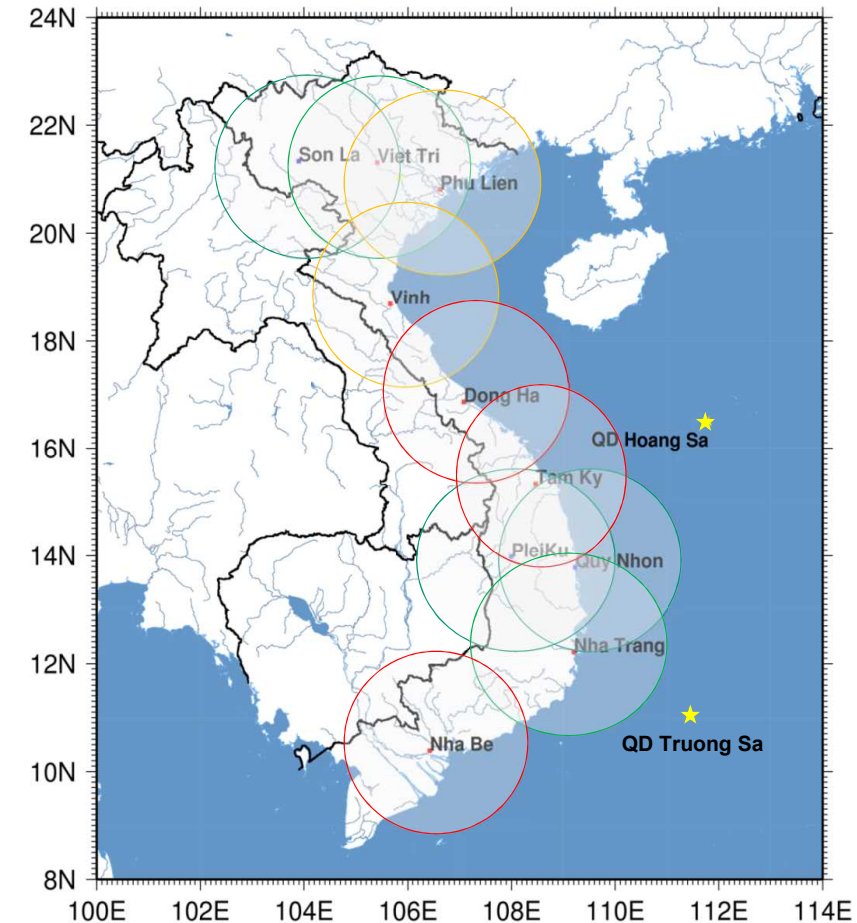 24N
22N
20N
18N
16N
14N
12N
10N
8N
Son La
Viet Tri
Phu Lien
Vinh
Dong Ha
QD Hoang Sa
Tam Ky
PleiKu
Quy Nhon
Nha Trang
Nha Be
QD Truong Sa
100E 102E 104E 106E 108E 110E 112E 114E